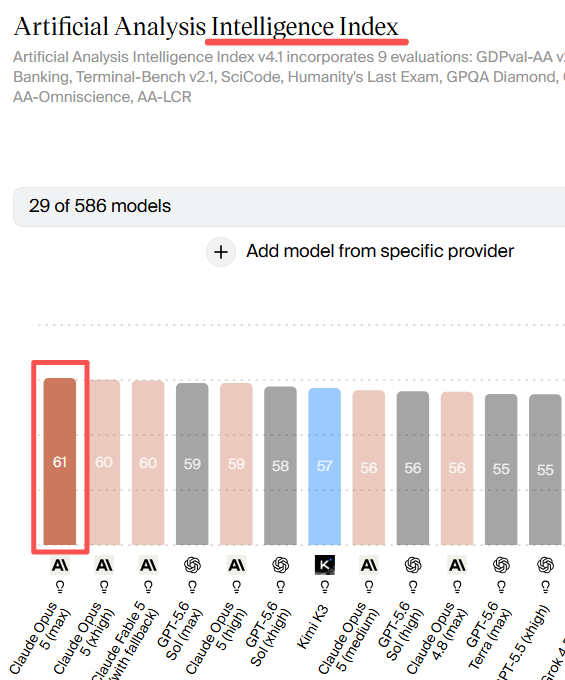 Artificial Analysis Intelligence Index
Artificial Analysis Intelligence Index v4.1 incorporates 9 evaluations: GDPval-AA
Banking, Terminal-Bench v2.1, SciCode, Humanity's Last Exam, GPQA Diamond,
AA-Omniscience, AA-LCR
29 of 586 models
+ Add model from specific provider
61
60
60
59
59
58
57
56
56
56
55
55
Claude Opus
5 (max)
Claude Opus
5 (xhigh)
Claude Fable 5
(with fallback)
GPT-5.6
Sol (max)
Claude Opus
5 (high)
GPT-5.6
Sol (xhigh)
Kimi K3
Claude Opus
5 (medium)
GPT-5.6
Sol (high)
Claude Opus
4.8 (max)
GPT-5.6
Terra (max)
GPT-5.5 (xhigh)
Grok 4.